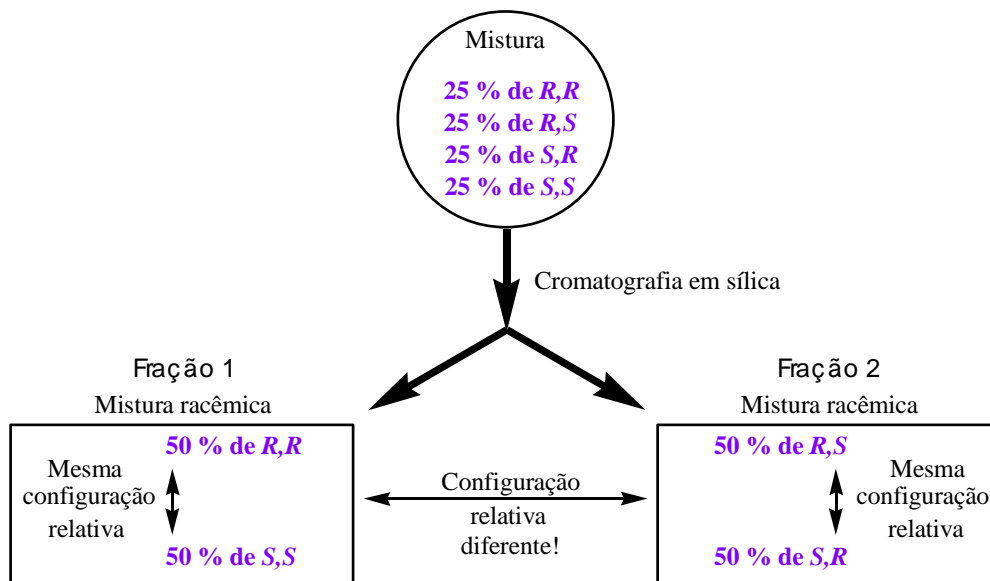 Mistura
25 % de R,R
25 % de R,S
25 % de S,R
25 % de S,S
Cromatografia em sílica
Fração 1
Mistura racêmica
50 % de R,R
Mesma
configuração
relativa
50 % de S,S
Configuração
relativa
diferente!
Fração 2
Mistura racêmica
50 % de R,S
Mesma
configuração
relativa
50 % de S,R